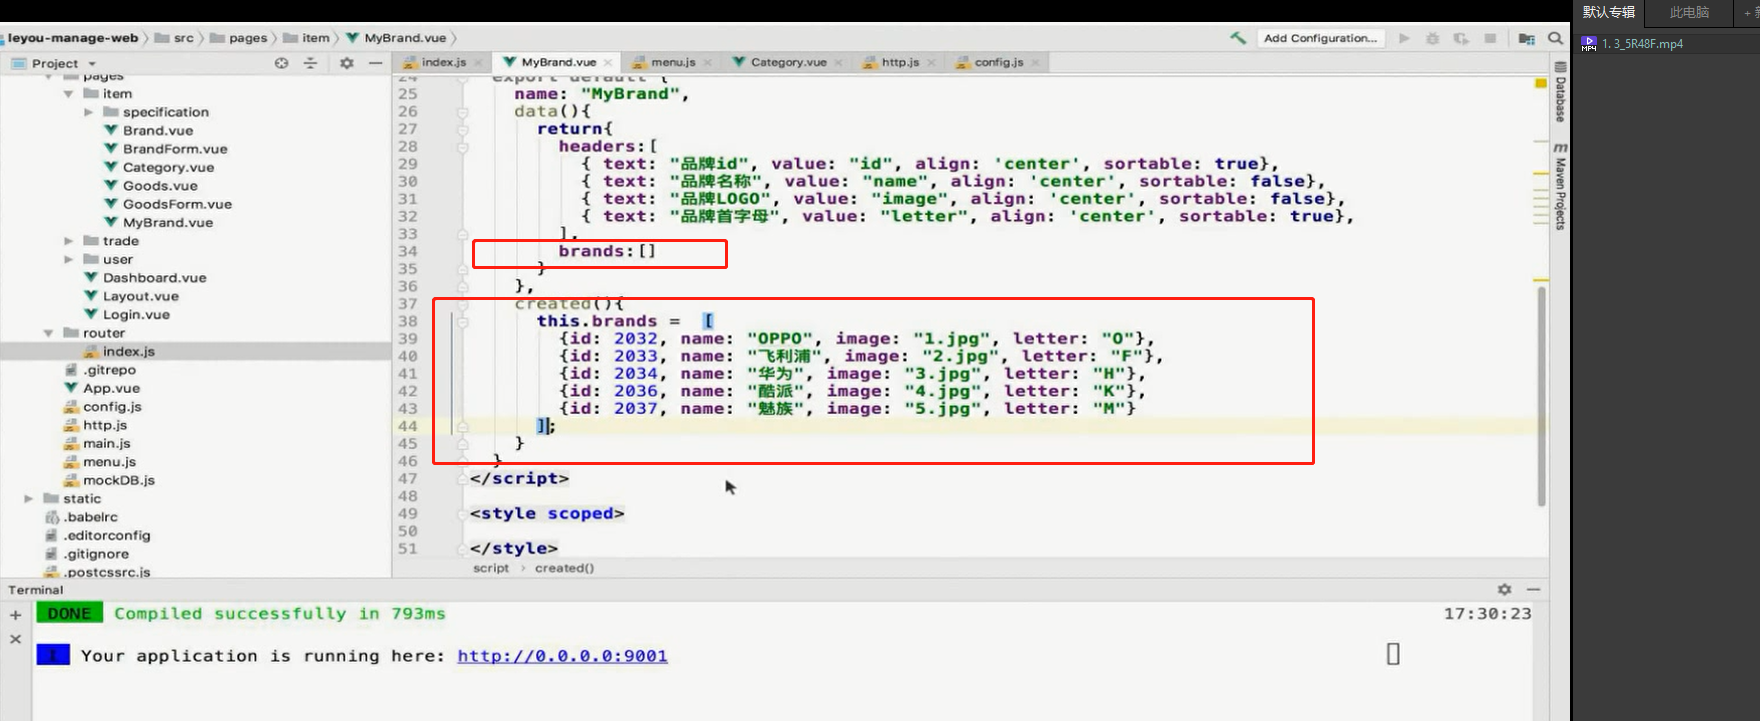 默认专辑 此电脑 +
1. 3_5R48F.mp4
leyou-manage-web src pages item MyBrand.vue Add Configuration...
Project
index.js MyBrand.vue menu.js Category.vue http.js config.js
pages
item
specification
Brand.vue
BrandForm.vue
Category.vue
Goods.vue
GoodsForm.vue
MyBrand.vue
trade
user
Dashboard.vue
Layout.vue
Login.vue
router
index.js
.gitrepo
App.vue
config.js
http.js
main.js
menu.js
mockDB.js
static
.babelrc
.editorconfig
.gitignore
.postcssrc.js
24 export default {
25 name: "MyBrand",
26 data(){
27 return{
28 headers:[
29 { text: "品牌id", value: "id", align: 'center', sortable: true},
30 { text: "品牌名称", value: "name", align: 'center', sortable: false},
31 { text: "品牌LOGO", value: "image", align: 'center', sortable: false},
32 { text: "品牌首字母", value: "letter", align: 'center', sortable: true},
33 ],
34 brands:[]
35 }
36 },
37 created(){
38 this.brands = [
39 {id: 2032, name: "OPPO", image: "1.jpg", letter: "O"},
40 {id: 2033, name: "飞利浦", image: "2.jpg", letter: "F"},
41 {id: 2034, name: "华为", image: "3.jpg", letter: "H"},
42 {id: 2036, name: "酷派", image: "4.jpg", letter: "K"},
43 {id: 2037, name: "魅族", image: "5.jpg", letter: "M"}
44 ];
45 }
46 }
47 </script>
48
49 <style scoped>
50
51 </style>
script › created()
Database
Maven Projects
Terminal
DONE Compiled successfully in 793ms 17:30:23
I Your application is running here: http://0.0.0.0:9001